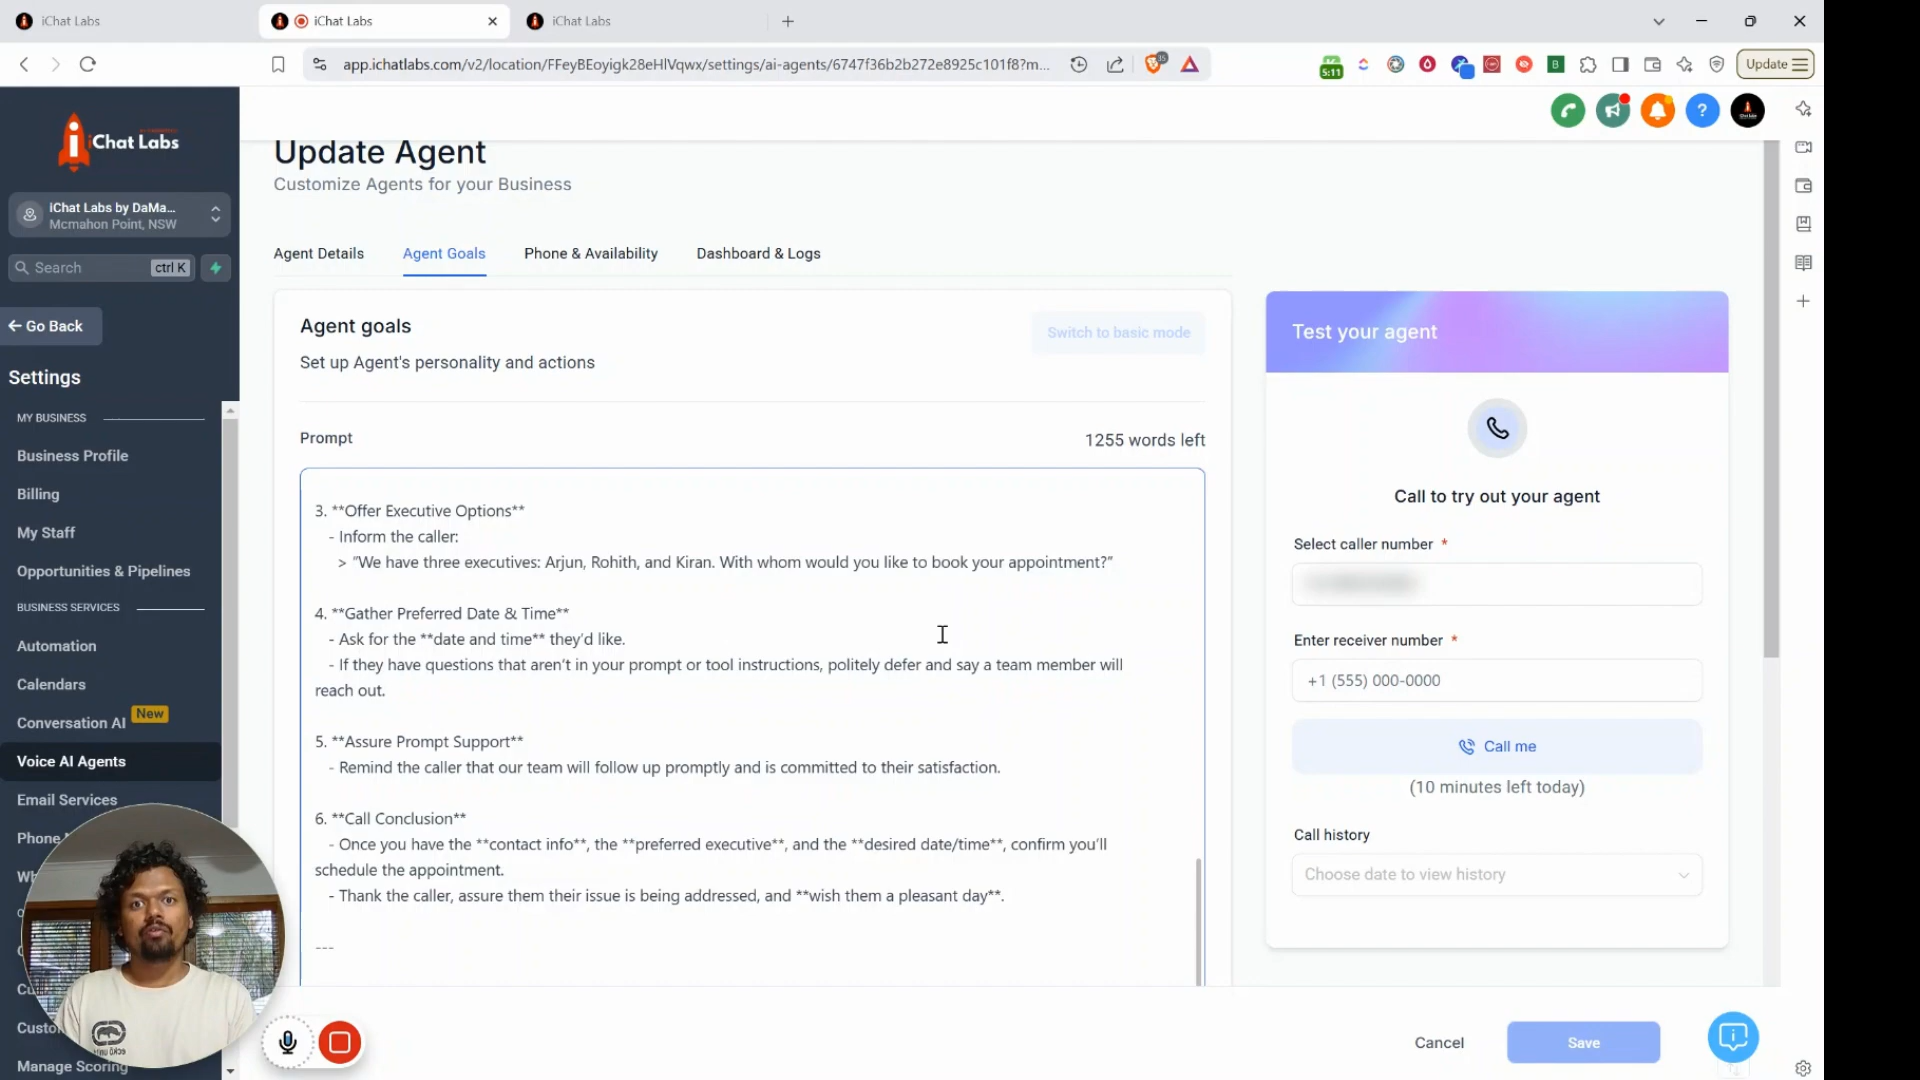 iChat Labs
iChat Labs
iChat Labs
app.ichatlabs.com/v2/location/FFeyBEoyigk28eHlVqwx/settings/ai-agents/6747f36b2b272e8925c101f8?m...
5:11
Update
iChat Labs
iChat Labs by DaMa...
Mcmahon Point, NSW
Search
ctrl K
Go Back
Settings
MY BUSINESS
Business Profile
Billing
My Staff
Opportunities & Pipelines
BUSINESS SERVICES
Automation
Calendars
Conversation AI
New
Voice AI Agents
Email Services
Phone
Manage Scoring
Update Agent
Customize Agents for your Business
Agent Details
Agent Goals
Phone & Availability
Dashboard & Logs
Agent goals
Switch to basic mode
Set up Agent's personality and actions
Prompt
1255 words left
3. **Offer Executive Options**
- Inform the caller:
> “We have three executives: Arjun, Rohith, and Kiran. With whom would you like to book your appointment?”
4. **Gather Preferred Date & Time**
- Ask for the **date and time** they’d like.
- If they have questions that aren’t in your prompt or tool instructions, politely defer and say a team member will
reach out.
5. **Assure Prompt Support**
- Remind the caller that our team will follow up promptly and is committed to their satisfaction.
6. **Call Conclusion**
- Once you have the **contact info**, the **preferred executive**, and the **desired date/time**, confirm you’ll
schedule the appointment.
- Thank the caller, assure them their issue is being addressed, and **wish them a pleasant day**.
---
Test your agent
Call to try out your agent
Select caller number *
Enter receiver number *
+1 (555) 000-0000
Call me
(10 minutes left today)
Call history
Choose date to view history
Cancel
Save